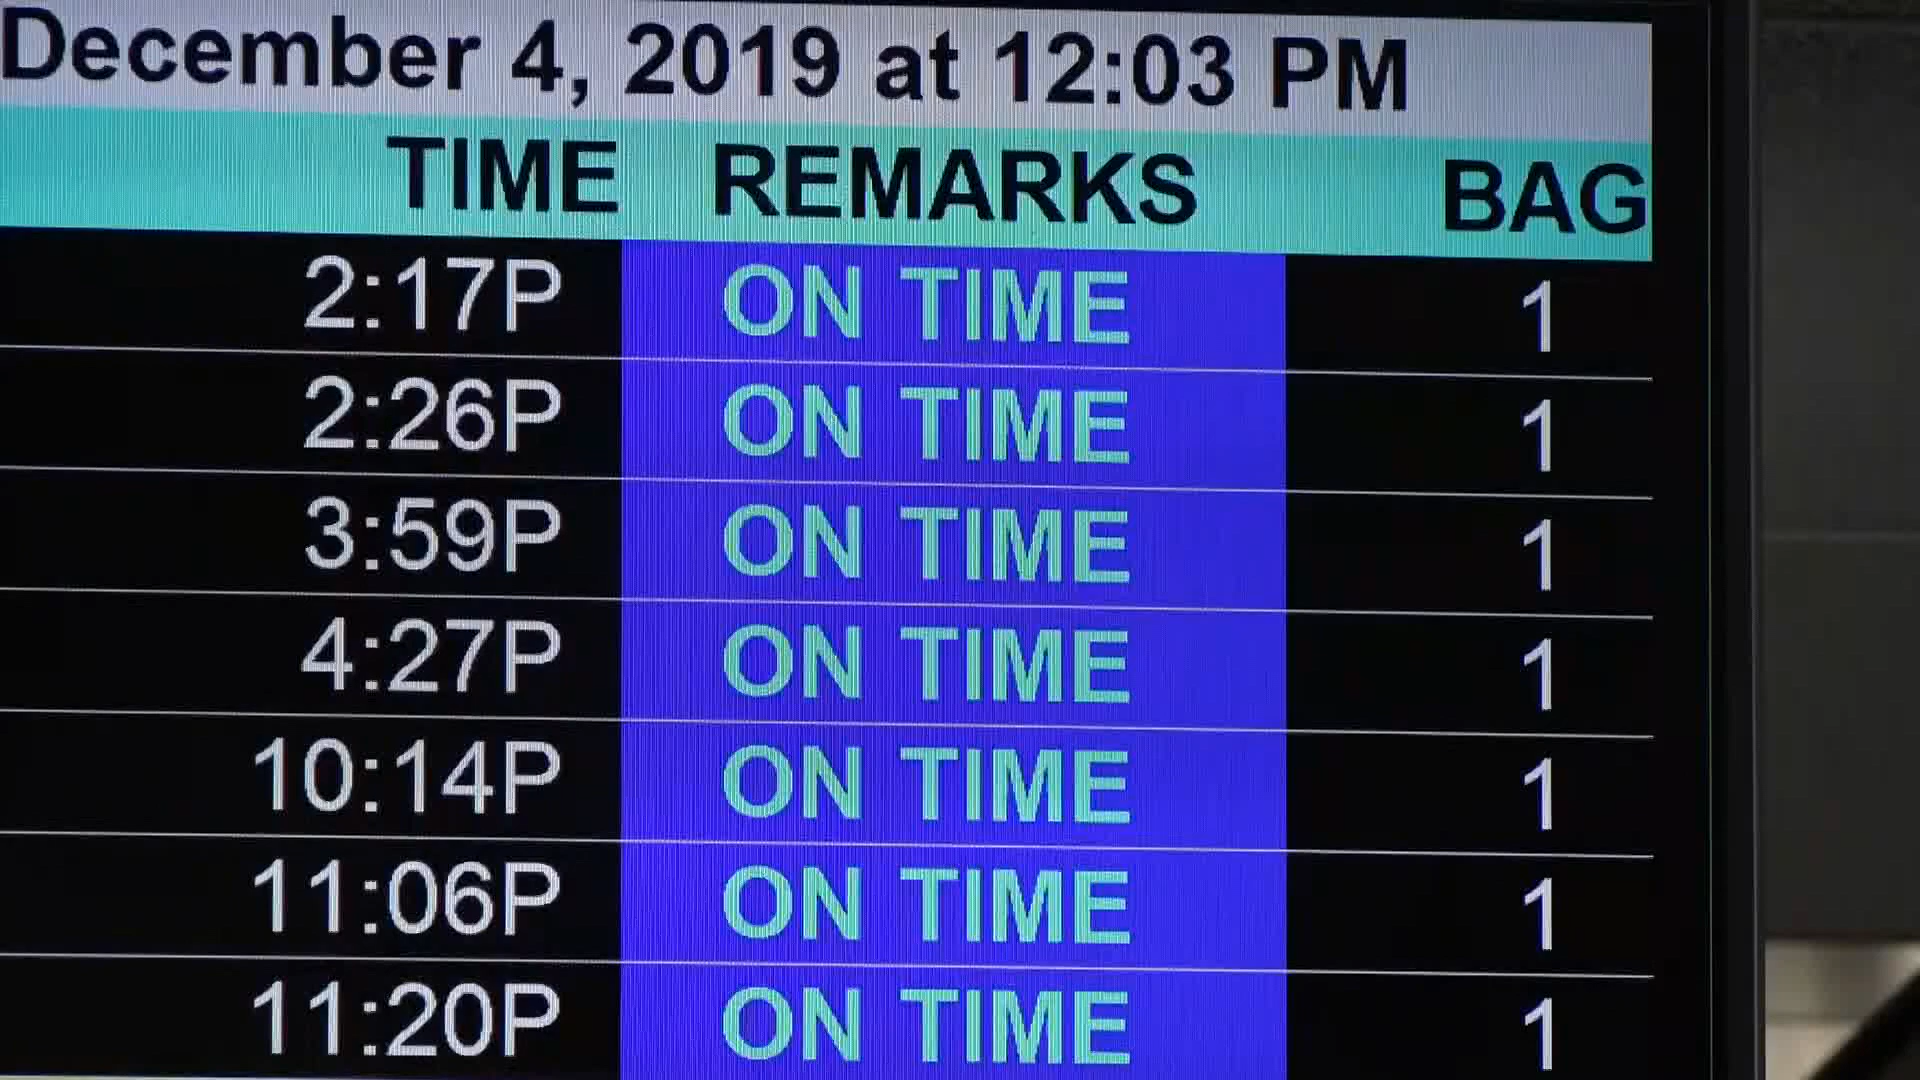 December 4, 2019 at 12:03 PM
TIME REMARKS BAG
2:17P ON TIME 1
2:26P ON TIME 1
3:59P ON TIME 1
4:27P ON TIME 1
10:14P ON TIME 1
11:06P ON TIME 1
11:20P ON TIME 1